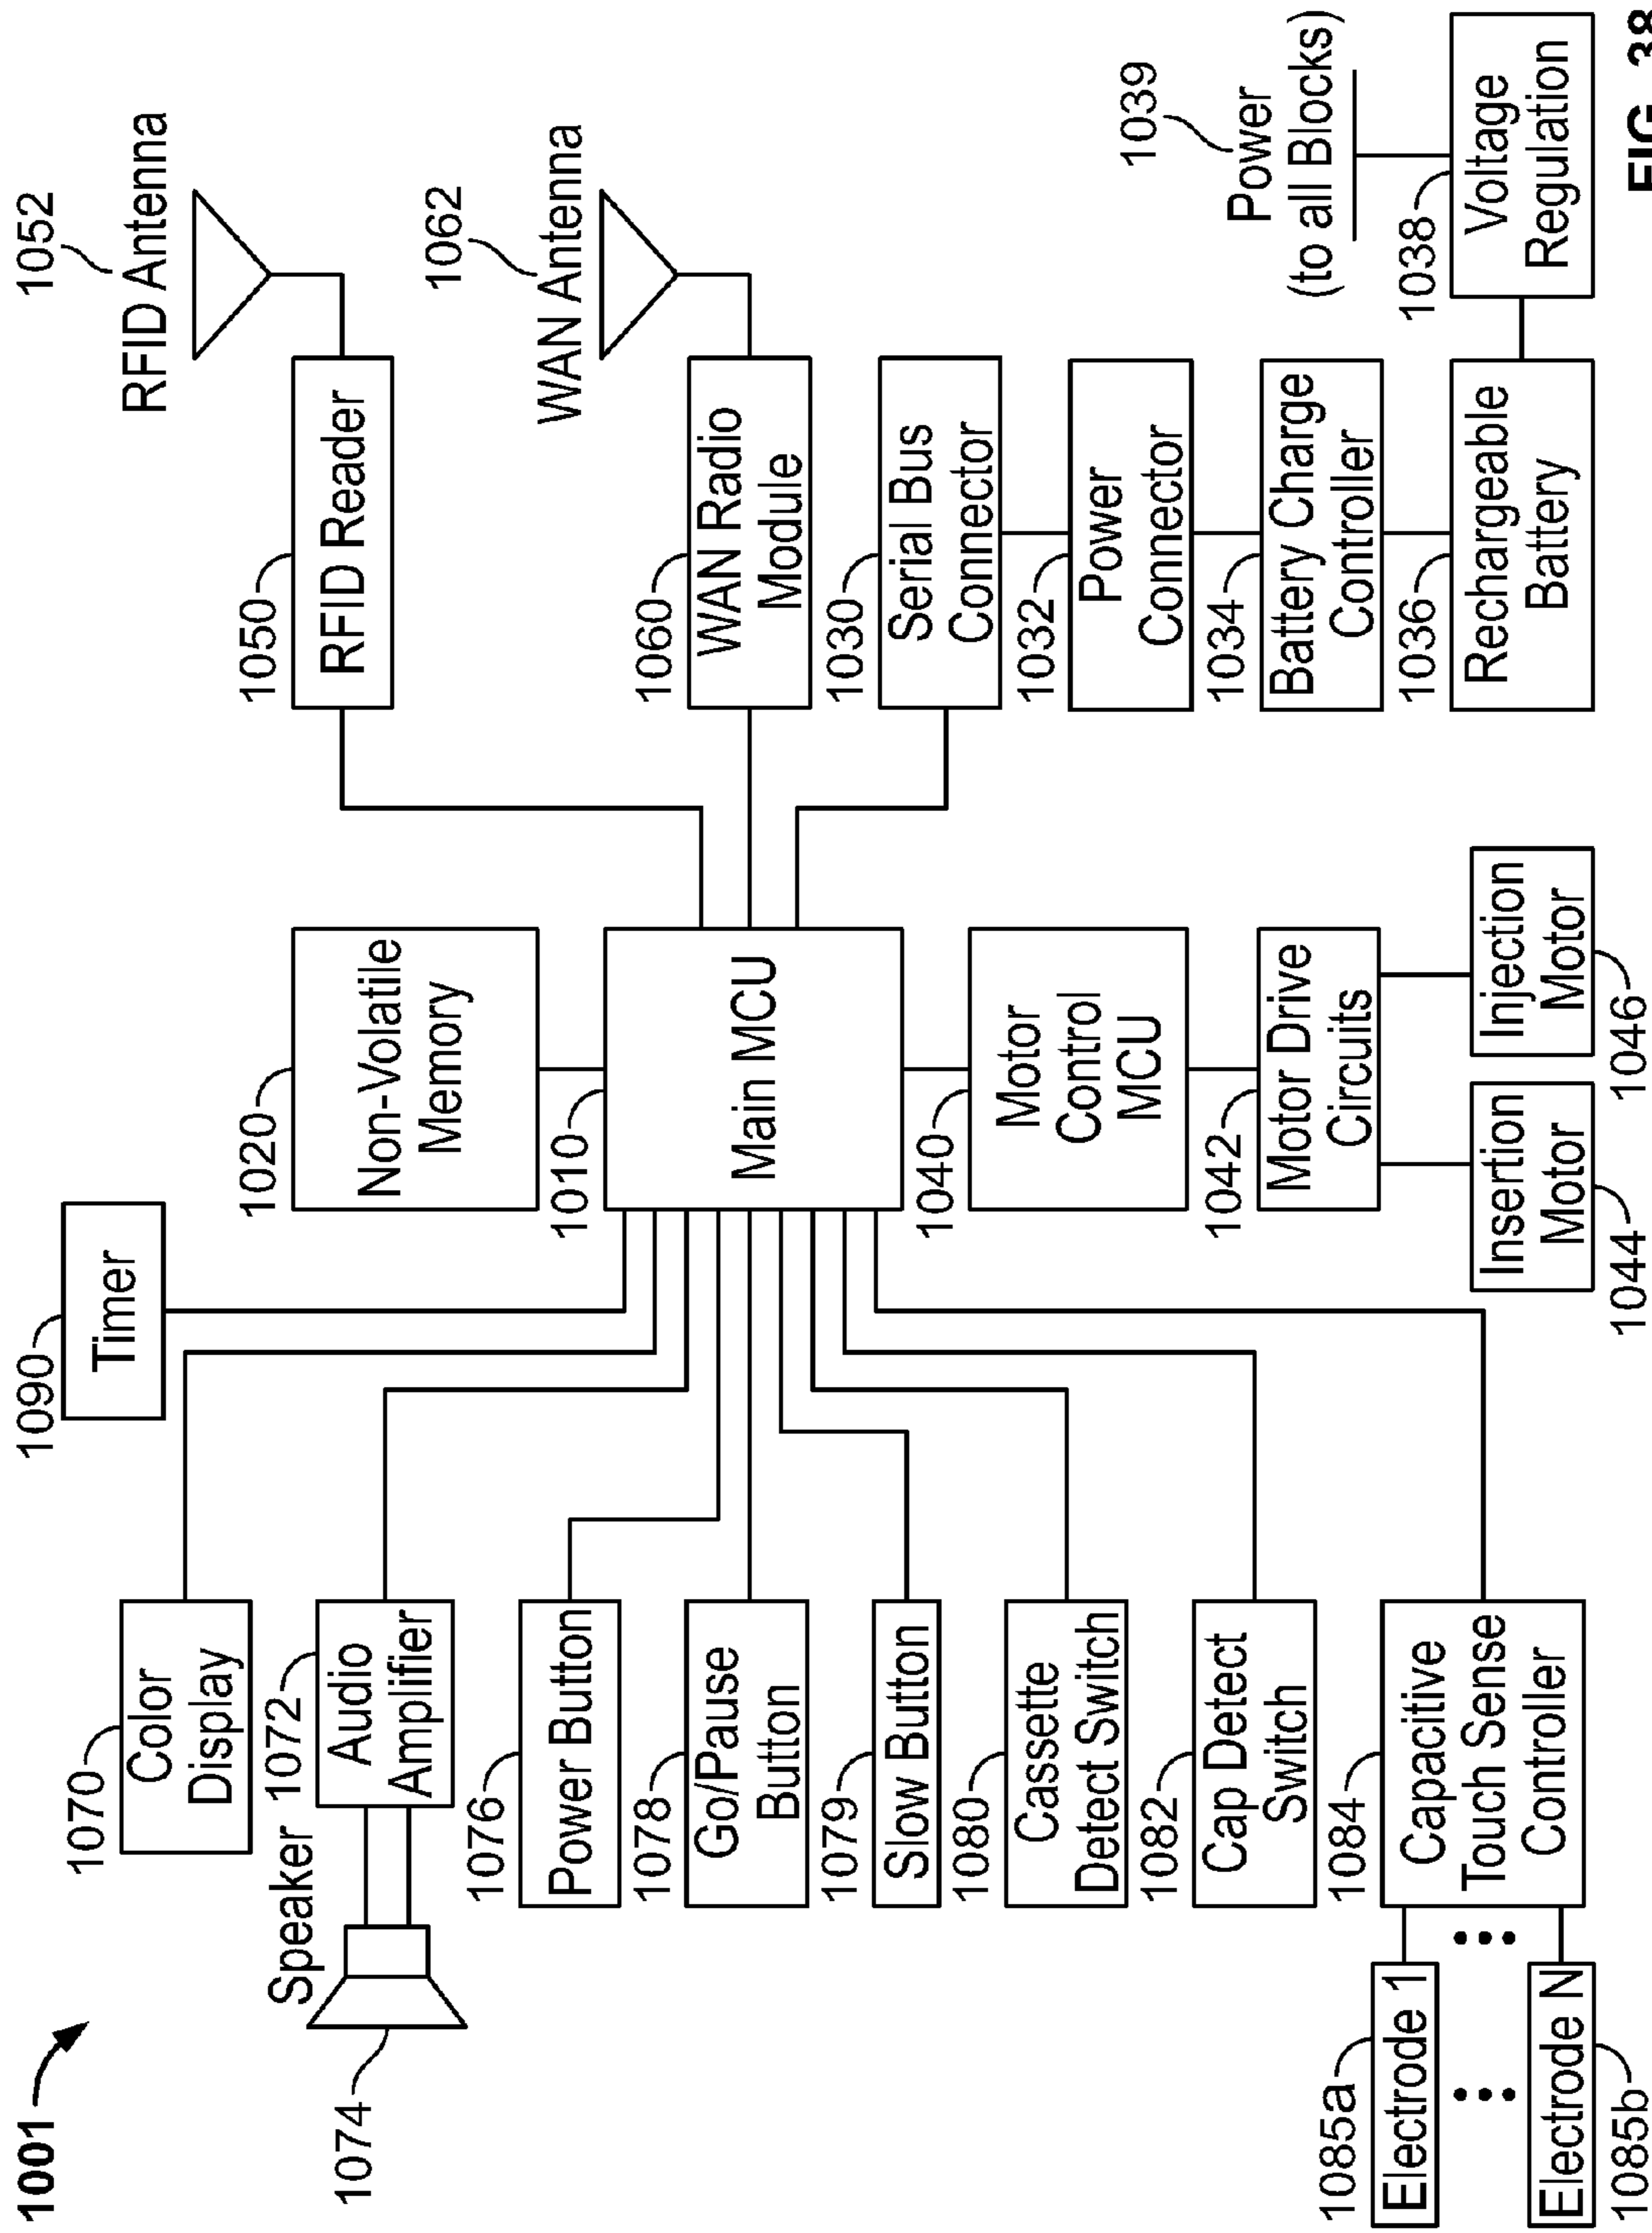 1001
1090
Timer
1070
Color
Display
Speaker
1074
1072
Audio
Amplifier
1076
Power Button
1078
Go/Pause
Button
1079
Slow Button
1080
Cassette
Detect Switch
1082
Cap Detect
Switch
1084
Capacitive
Touch Sense
Controller
1085a
Electrode 1
Electrode N
1085b
1020
Non-Volatile
Memory
1010
Main MCU
1040
Motor
Control
MCU
1042
Motor Drive
Circuits
Insertion
Motor
1044
Injection
Motor
1046
1052
RFID Antenna
1050
RFID Reader
1062
WAN Antenna
1060
WAN Radio
Module
1030
Serial Bus
Connector
1032
Power
Connector
1034
Battery Charge
Controller
1036
Rechargeable
Battery
1039
Power
(to all Blocks)
1038
Voltage
Regulation
FIG. 38